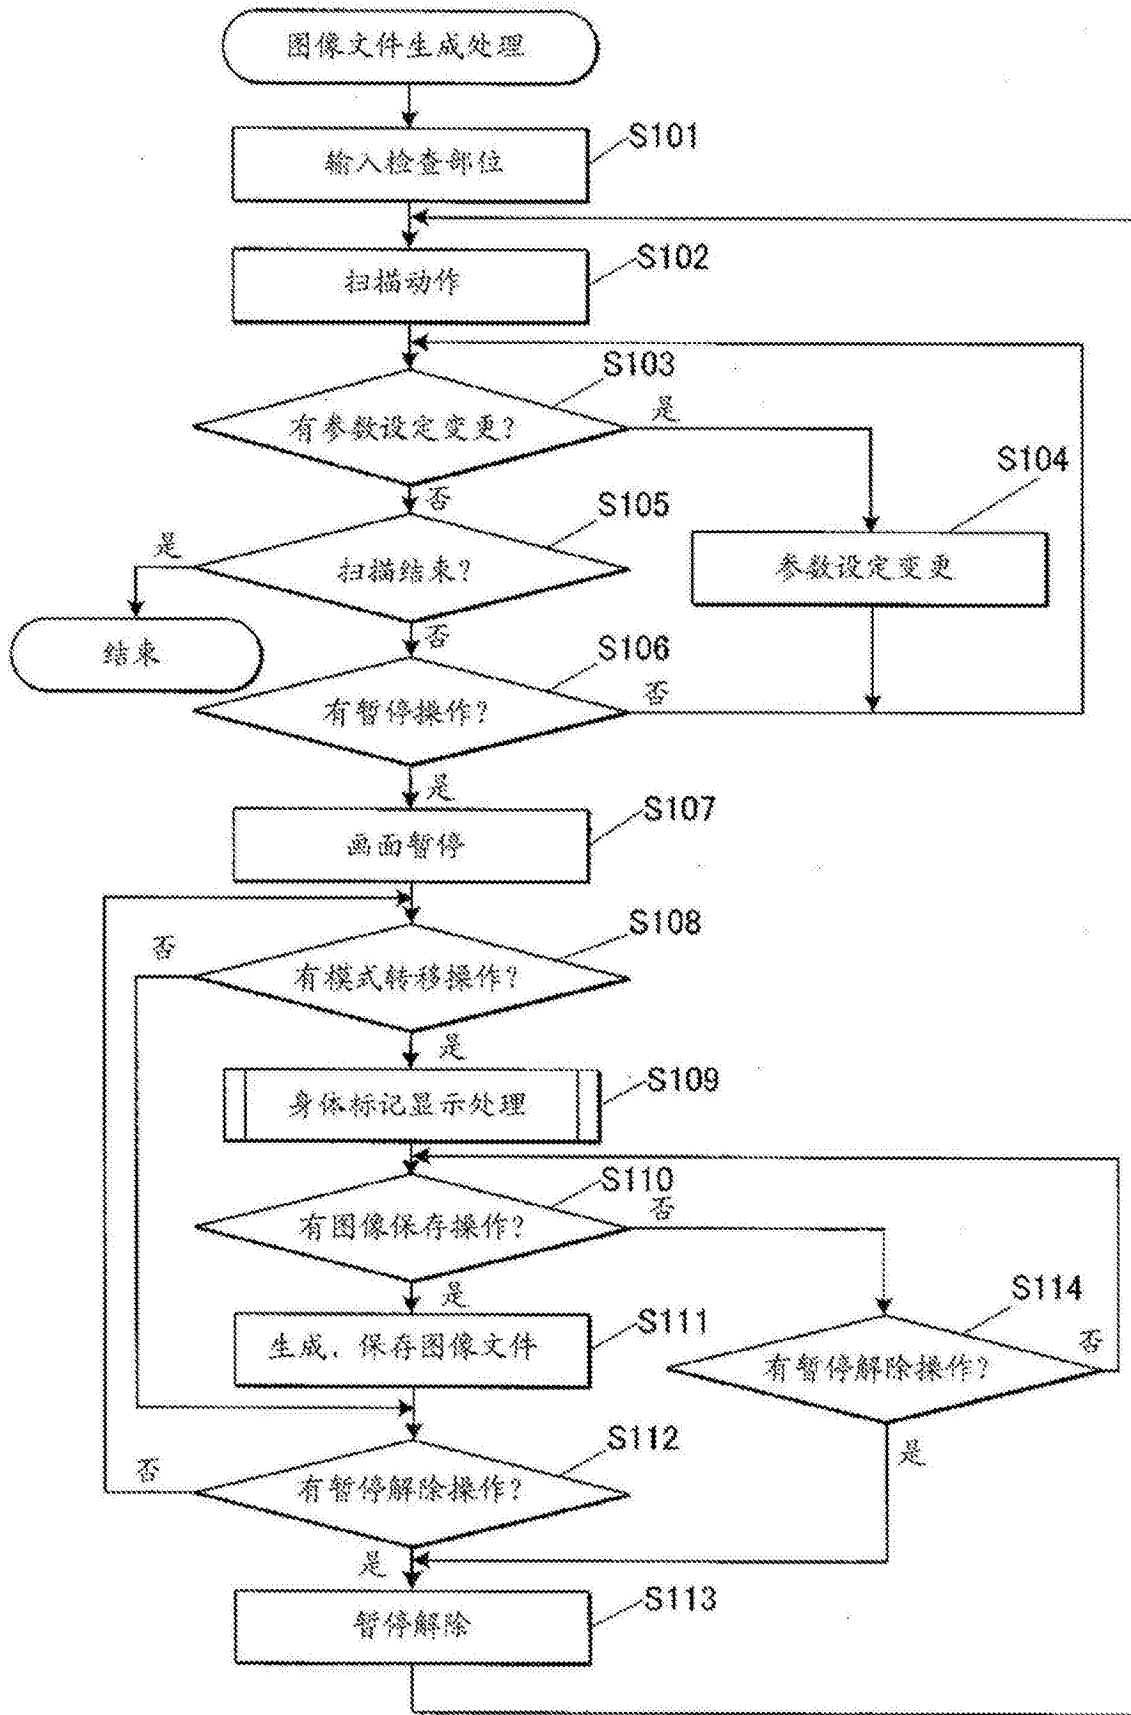 图像文件生成处理
S101
输入检查部位
S102
扫描动作
S103
有参数设定变更?
是
S104
否
S105
参数设定变更
是
扫描结束?
否
结束
S106
有暂停操作?
否
是
S107
画面暂停
S108
否
有模式转移操作?
是
S109
身体标记显示处理
S110
否
有图像保存操作?
是
S114
S111
生成、保存图像文件
否
有暂停解除操作?
S112
是
否
有暂停解除操作?
是
S113
暂停解除